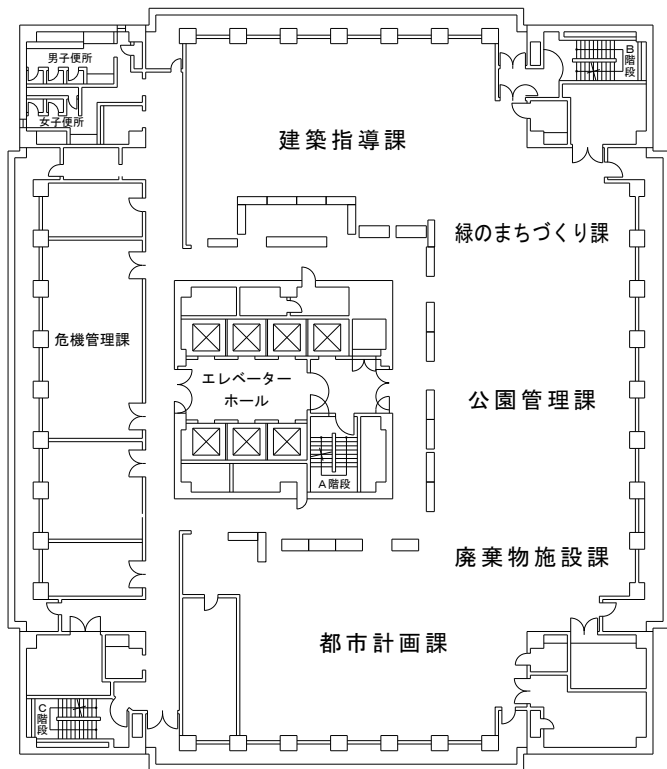 男子便所
B階段
女子便所
建築指導課
緑のまちづくり課
危機管理課
エレベーター
ホール
公園管理課
A階段
廃棄物施設課
都市計画課
C階段